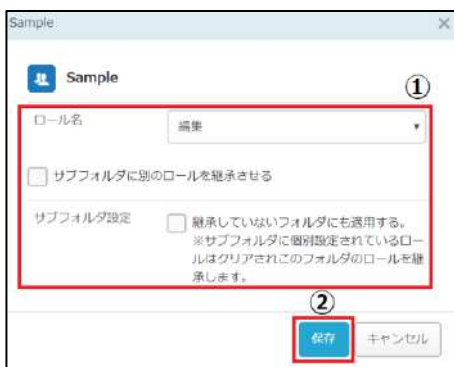 Sample
×
Sample
①
ロール名
編集
サブフォルダに別のロールを継承させる
サブフォルダ設定
継承していないフォルダにも適用する。
※サブフォルダに個別設定されているロー
ルはクリアされこのフォルダのロールを継
承します。
②
保存
キャンセル